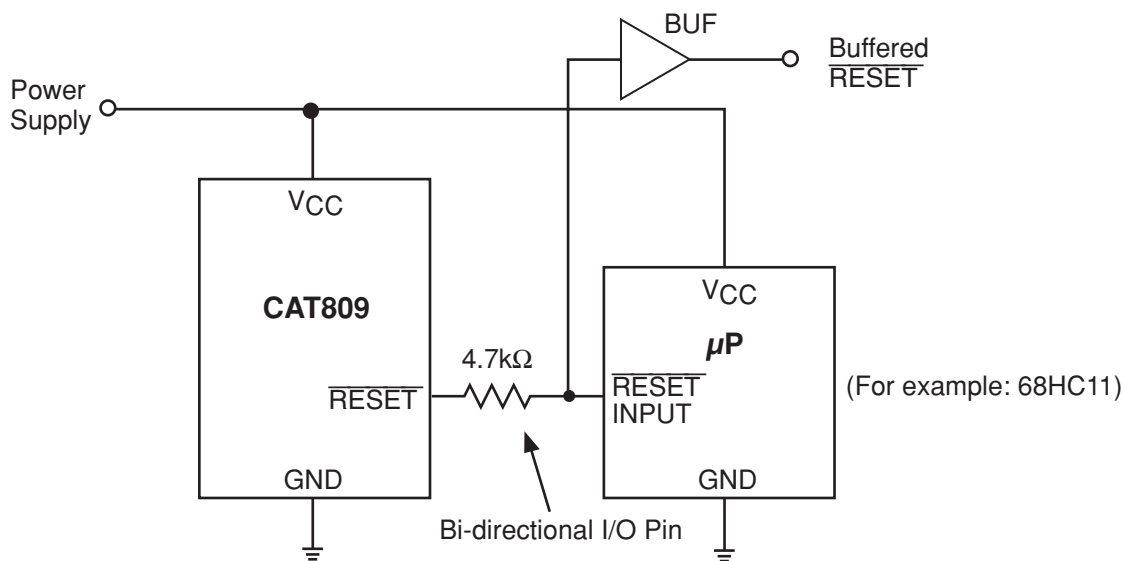 BUF
Buffered
RESET
Power
Supply
VCC
CAT809
RESET
GND
4.7kΩ
Bi-directional I/O Pin
VCC
µP
RESET
INPUT
GND
(For example: 68HC11)